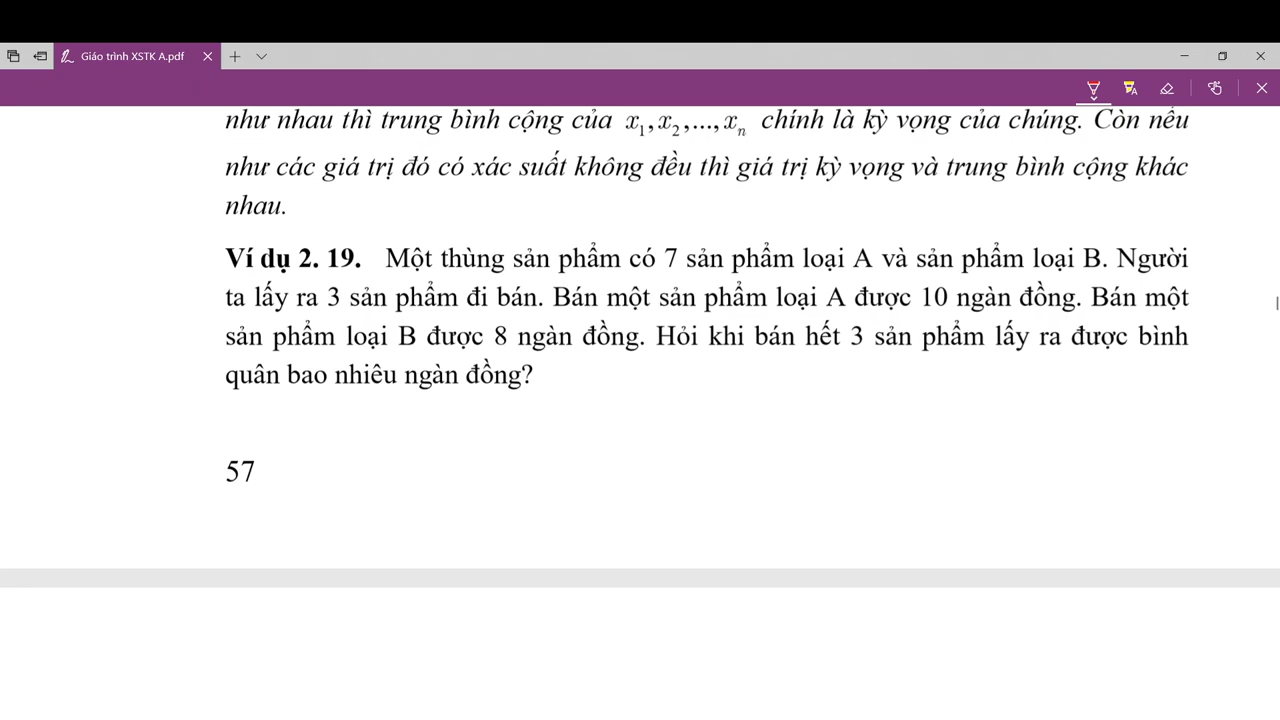 Giáo trình XSTK A.pdf
như nhau thì trung bình cộng của x₁, x₂,..., xₙ chính là kỳ vọng của chúng. Còn nếu
như các giá trị đó có xác suất không đều thì giá trị kỳ vọng và trung bình cộng khác
nhau.
Ví dụ 2. 19. Một thùng sản phẩm có 7 sản phẩm loại A và sản phẩm loại B. Người
ta lấy ra 3 sản phẩm đi bán. Bán một sản phẩm loại A được 10 ngàn đồng. Bán một
sản phẩm loại B được 8 ngàn đồng. Hỏi khi bán hết 3 sản phẩm lấy ra được bình
quân bao nhiêu ngàn đồng?
57